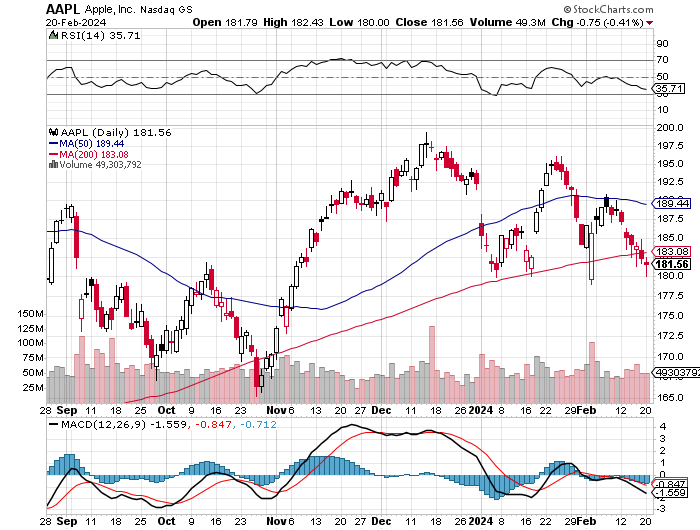 AAPL Apple, Inc. Nasdaq GS © StockCharts.com
20-Feb-2024 Open 181.79 High 182.43 Low 180.00 Close 181.56 Volume 49.3M Chg -0.75 (-0.41%)
RSI(14) 35.71
90
70
50
35.71
30
10
AAPL (Daily) 181.56
MA(50) 189.44
MA(200) 183.08
Volume 49,303,792
200.0
197.5
195.0
192.5
189.44
187.5
185.0
183.08
181.56
180.0
177.5
175.0
172.5
170.0
167.5
165.0
150M
125M
100M
75M
50M
25M
49303792
28 Sep 11 18 25 Oct 9 16 23 Nov 6 13 20 27 Dec 11 18 26 2024 8 16 22 29 Feb 12 20
MACD(12,26,9) -1.559, -0.847, -0.712
4
3
2
1
0
-0.847
-1.559
-2
-3
28 Sep 11 18 25 Oct 9 16 23 Nov 6 13 20 27 Dec 11 18 26 2024 8 16 22 29 Feb 12 20